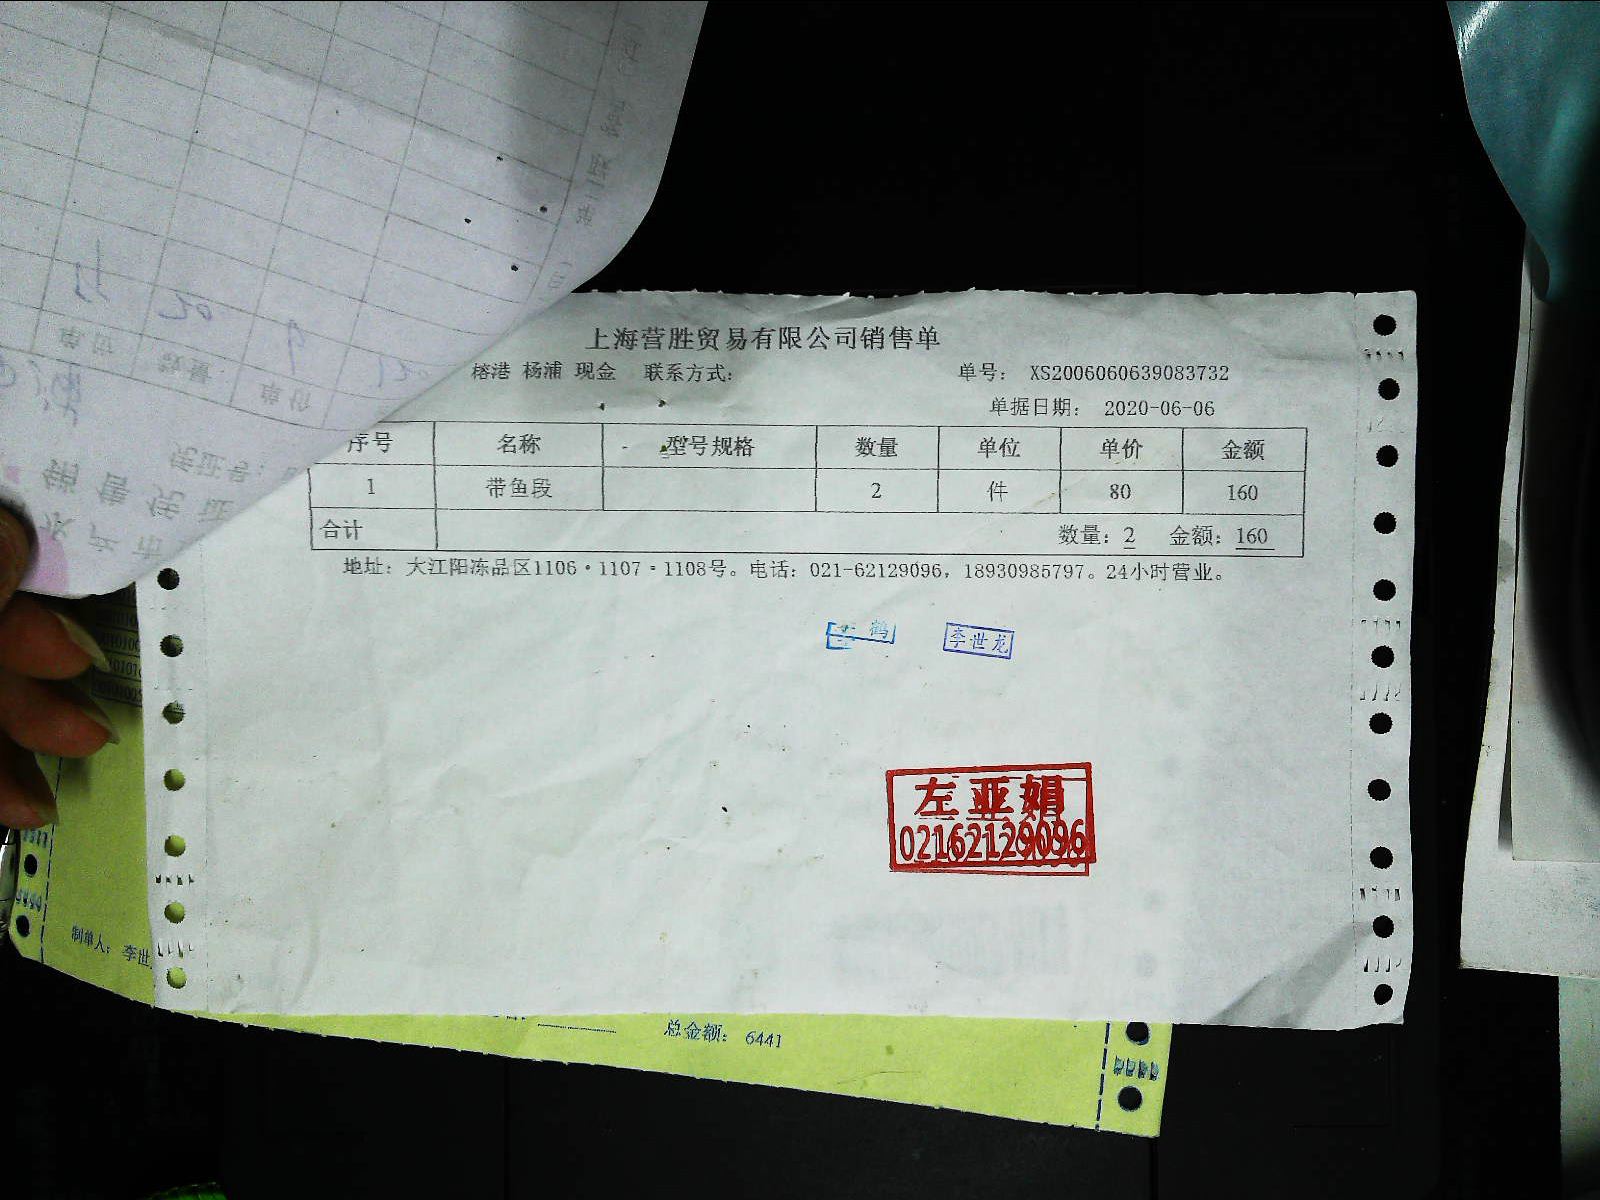 上海营胜贸易有限公司销售单
榕港 杨浦 现金 联系方式: 单号: XS2006060639083732
单据日期: 2020-06-06
序号 名称 型号规格 数量 单位 单价 金额
1 带鱼段 2 件 80 160
合计 数量: 2 金额: 160
地址: 大江阳冻品区1106·1107·1108号。电话: 021-62129096, 18930985797。24小时营业。
鹤 李世龙
左亚娟
02162129096
制单人: 李世
总金额: 6441